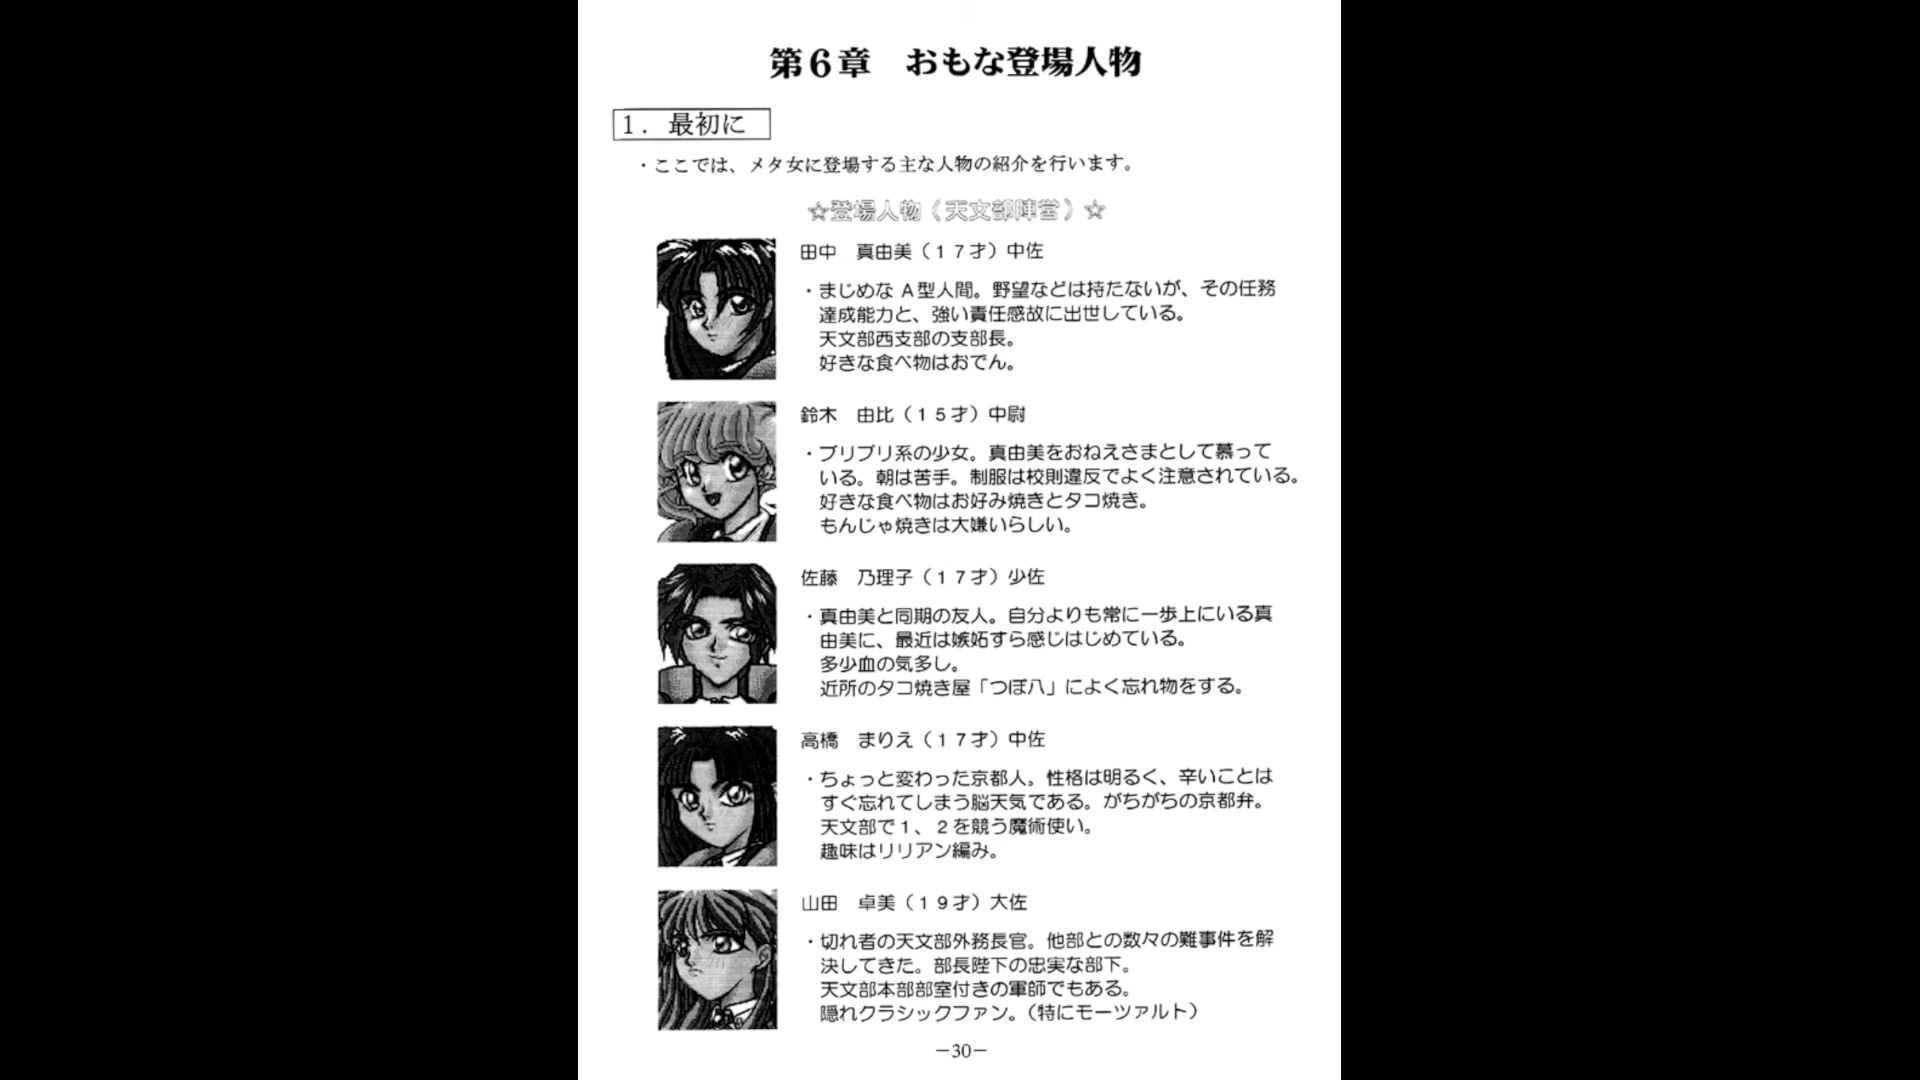 第６章　おもな登場人物
１．最初に
・ここでは、メタ女に登場する主な人物の紹介を行います。
☆登場人物（天文部陣営）☆
田中　真由美（１７才）中佐
・まじめな A型人間。野望などは持たないが、その任務
達成能力と、強い責任感故に出世している。
天文部西支部の支部長。
好きな食べ物はおでん。
鈴木　由比（１５才）中尉
・ブリブリ系の少女。真由美をおねえさまとして慕って
いる。朝は苦手。制服は校則違反でよく注意されている。
好きな食べ物はお好み焼きとタコ焼き。
もんじゃ焼きは大嫌いらしい。
佐藤　乃理子（１７才）少佐
・真由美と同期の友人。自分よりも常に一歩上にいる真
由美に、最近は嫉妬すら感じはじめている。
多少血の気多し。
近所のタコ焼き屋「つぼ八」によく忘れ物をする。
高橋　まりえ（１７才）中佐
・ちょっと変わった京都人。性格は明るく、辛いことは
すぐ忘れてしまう脳天気である。がちがちの京都弁。
天文部で１、２を競う魔術使い。
趣味はリリアン編み。
山田　卓美（１９才）大佐
・切れ者の天文部外務長官。他部との数々の難事件を解
決してきた。部長陛下の忠実な部下。
天文部本部部室付きの軍師でもある。
隠れクラシックファン。（特にモーツァルト）
－30－